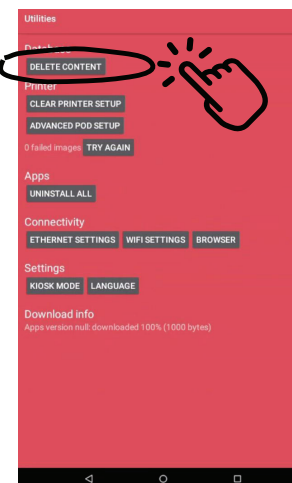 Utilities
Database
DELETE CONTENT
Printer
CLEAR PRINTER SETUP
ADVANCED POD SETUP
0 failed images TRY AGAIN
Apps
UNINSTALL ALL
Connectivity
ETHERNET SETTINGS WIFI SETTINGS BROWSER
Settings
KIOSK MODE LANGUAGE
Download info
Apps version null: downloaded 100% (1000 bytes)